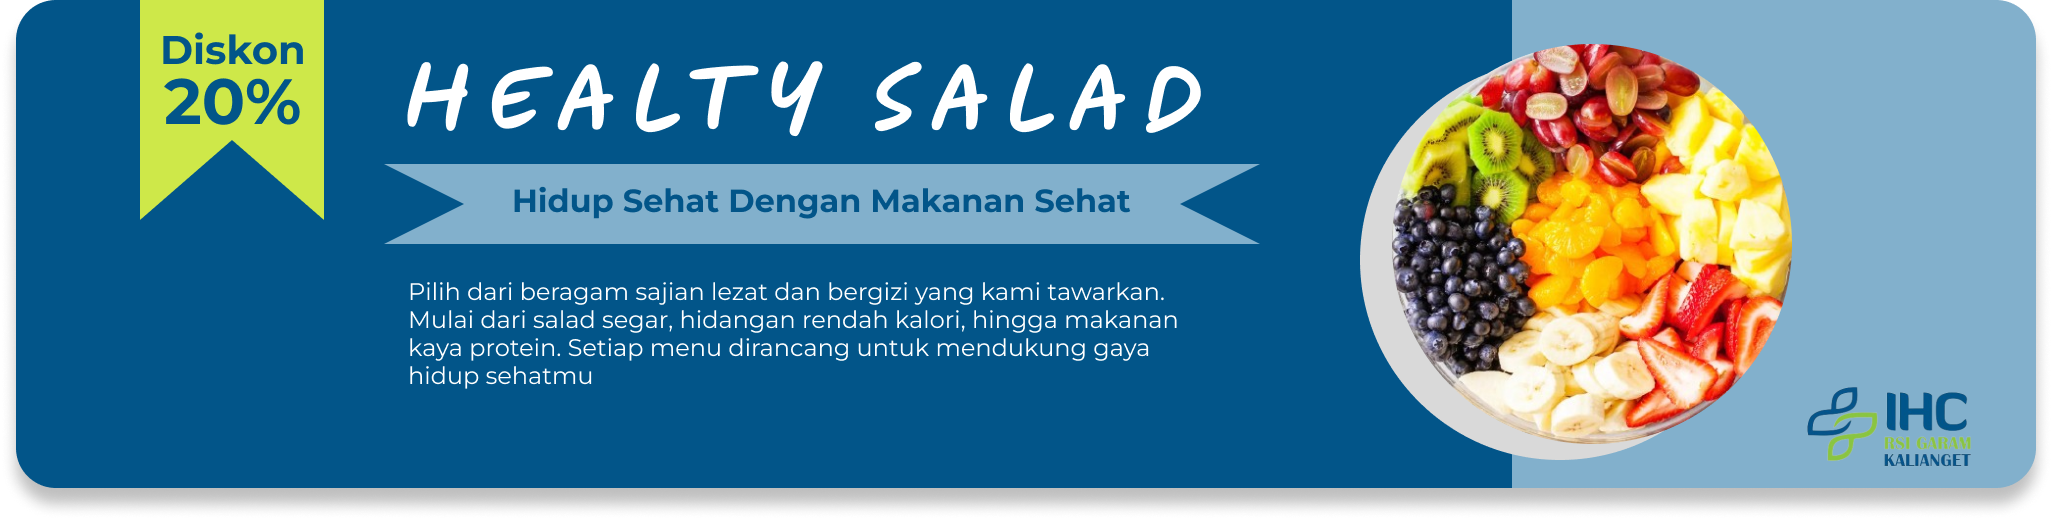 Diskon
20%
HEALTY SALAD
Hidup Sehat Dengan Makanan Sehat
Pilih dari beragam sajian lezat dan bergizi yang kami tawarkan.
Mulai dari salad segar, hidangan rendah kalori, hingga makanan
kaya protein. Setiap menu dirancang untuk mendukung gaya
hidup sehatmu
IHC
RSI GARAM
KALIANGET